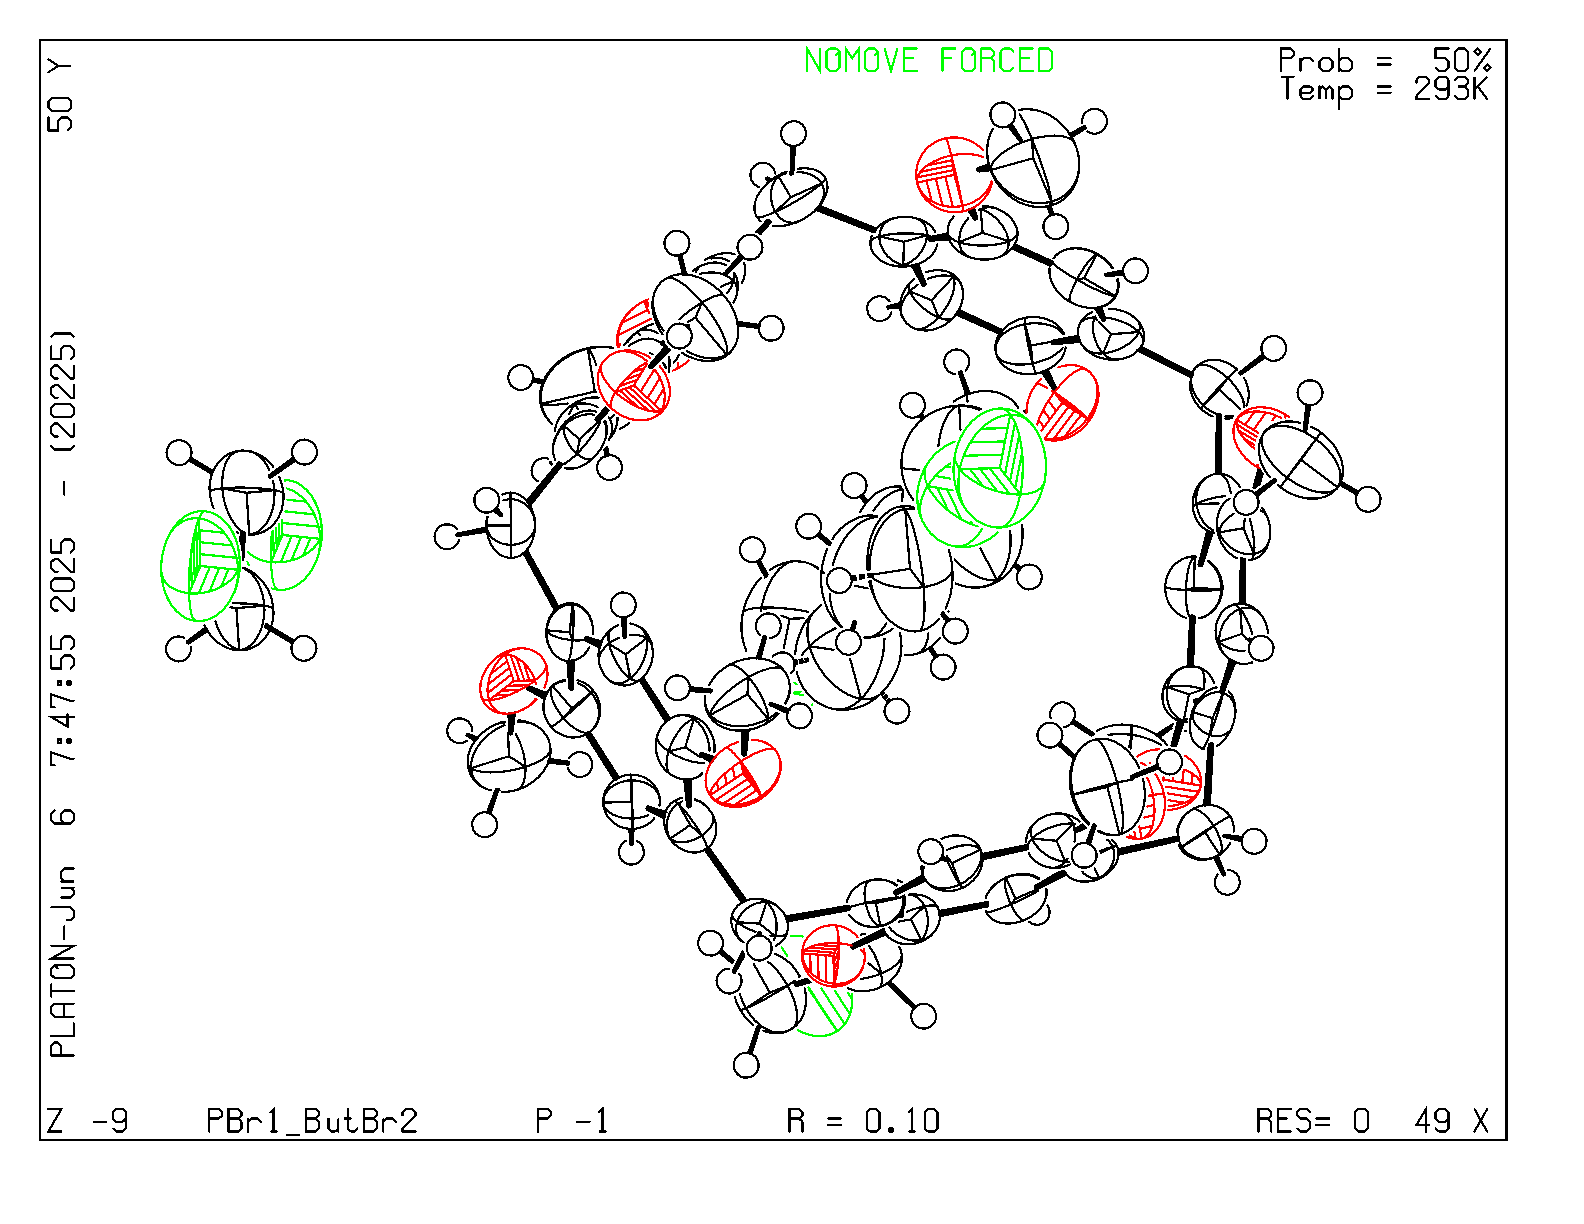 NOMOVE FORCED
Prob = 50%
Temp = 293K
PLATON-Jun 6 7:47:55 2025 - (20225) 50 Y
Z -9 PBr1_ButBr2 P -1 R = 0.10 RES= 0 49 X